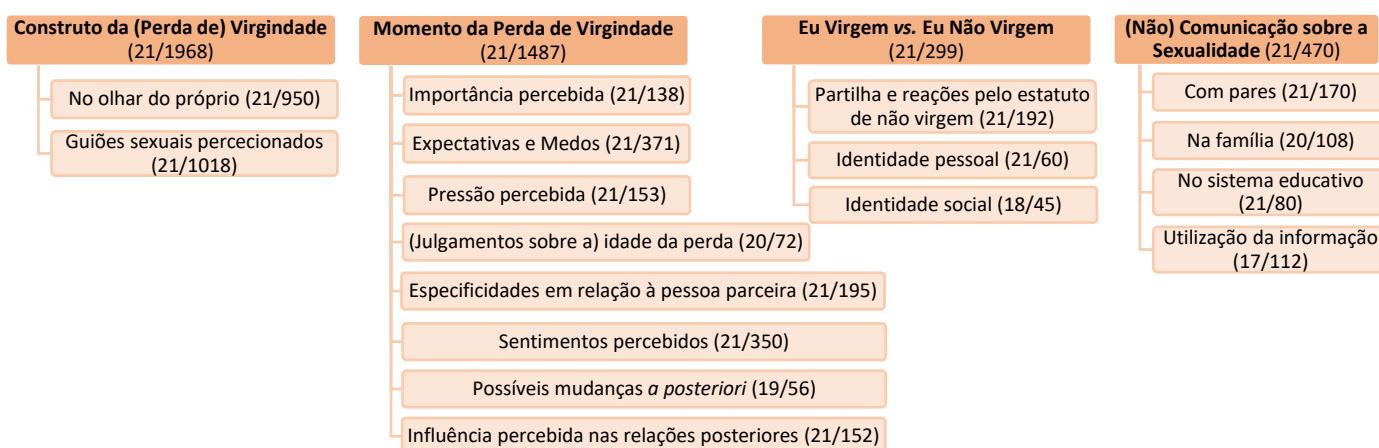 Construto da (Perda de) Virgindade
(21/1968)
No olhar do próprio (21/950)
Guiões sexuais percecionados
(21/1018)
Momento da Perda de Virgindade
(21/1487)
Importância percebida (21/138)
Expectativas e Medos (21/371)
Pressão percebida (21/153)
(Julgamentos sobre a) idade da perda (20/72)
Especificidades em relação à pessoa parceira (21/195)
Sentimentos percebidos (21/350)
Possíveis mudanças a posteriori (19/56)
Influência percebida nas relações posteriores (21/152)
Eu Virgem vs. Eu Não Virgem
(21/299)
Partilha e reações pelo estatuto
de não virgem (21/192)
Identidade pessoal (21/60)
Identidade social (18/45)
(Não) Comunicação sobre a
Sexualidade (21/470)
Com pares (21/170)
Na família (20/108)
No sistema educativo
(21/80)
Utilização da informação
(17/112)